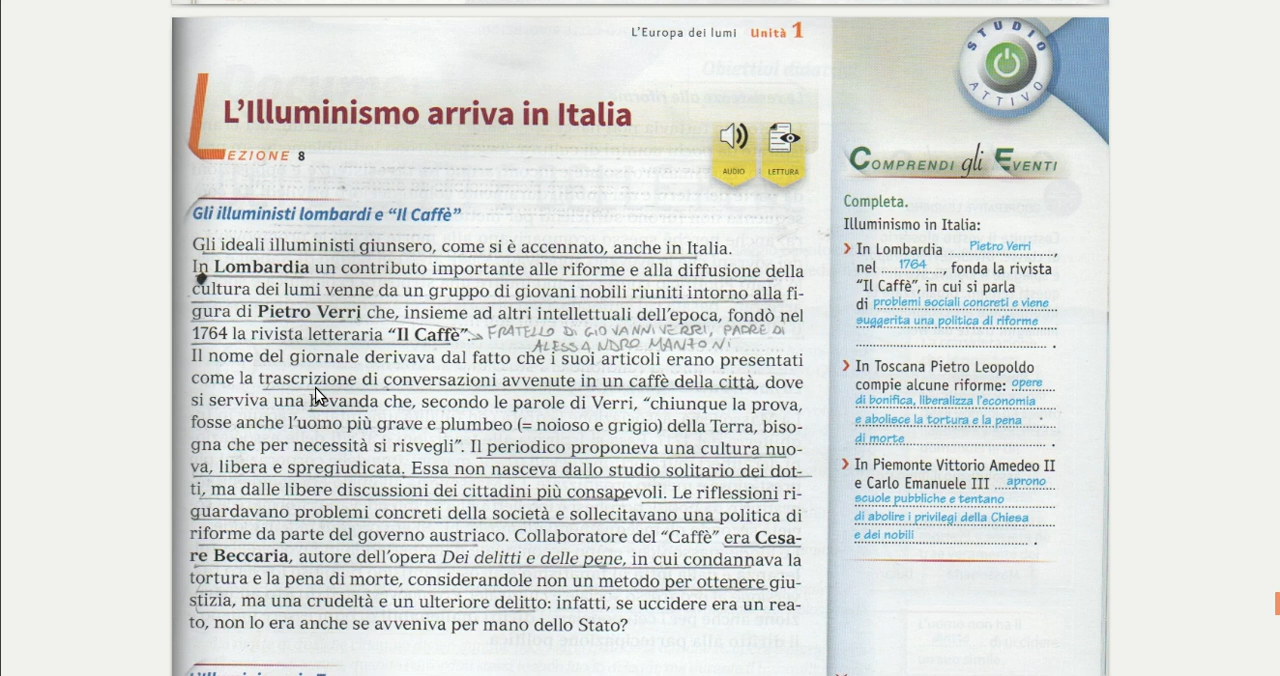 L'Europa dei lumi Unità 1
L'Illuminismo arriva in Italia
LEZIONE 8
AUDIO
LETTURA
Gli illuministi lombardi e “Il Caffè”
Gli ideali illuministi giunsero, come si è accennato, anche in Italia.
In Lombardia un contributo importante alle riforme e alla diffusione della
cultura dei lumi venne da un gruppo di giovani nobili riuniti intorno alla fi-
gura di Pietro Verri che, insieme ad altri intellettuali dell'epoca, fondò nel
1764 la rivista letteraria “Il Caffè”. → FRATELLO DI GIOVANNI VERRI, PADRE DI
ALESSANDRO MANZONI
Il nome del giornale derivava dal fatto che i suoi articoli erano presentati
come la trascrizione di conversazioni avvenute in un caffè della città, dove
si serviva una bevanda che, secondo le parole di Verri, “chiunque la prova,
fosse anche l'uomo più grave e plumbeo (= noioso e grigio) della Terra, biso-
gna che per necessità si risvegli”. Il periodico proponeva una cultura nuo-
va, libera e spregiudicata. Essa non nasceva dallo studio solitario dei dot-
ti, ma dalle libere discussioni dei cittadini più consapevoli. Le riflessioni ri-
guardavano problemi concreti della società e sollecitavano una politica di
riforme da parte del governo austriaco. Collaboratore del “Caffè” era Cesa-
re Beccaria, autore dell'opera Dei delitti e delle pene, in cui condannava la
tortura e la pena di morte, considerandole non un metodo per ottenere giu-
stizia, ma una crudeltà e un ulteriore delitto: infatti, se uccidere era un rea-
to, non lo era anche se avveniva per mano dello Stato?
STUDIO
ATTIVO
COMPRENDI gli EVENTI
Completa.
Illuminismo in Italia:
In Lombardia Pietro Verri,
nel 1764, fonda la rivista
“Il Caffè”, in cui si parla
di problemi sociali concreti e viene
suggerita una politica di riforme
.
In Toscana Pietro Leopoldo
compie alcune riforme: opere
di bonifica, liberalizza l'economia
e abolisce la tortura e la pena
di morte.
In Piemonte Vittorio Amedeo II
e Carlo Emanuele III aprono
scuole pubbliche e tentano
di abolire i privilegi della Chiesa
e dei nobili.